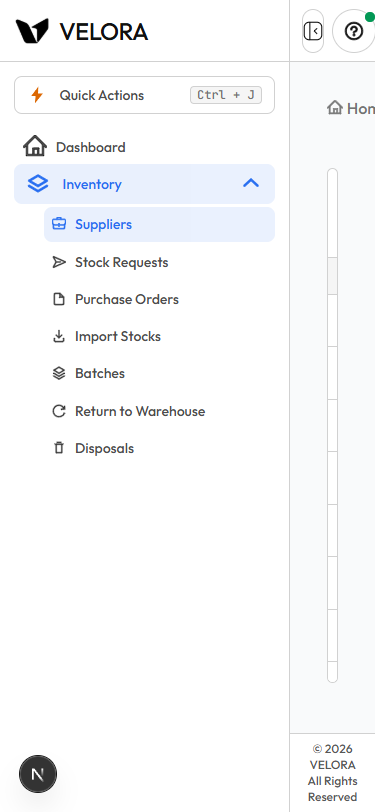 VELORA
Quick Actions
Ctrl + J
Dashboard
Inventory
Suppliers
Stock Requests
Purchase Orders
Import Stocks
Batches
Return to Warehouse
Disposals
N
Hom
© 2026
VELORA
All Rights
Reserved